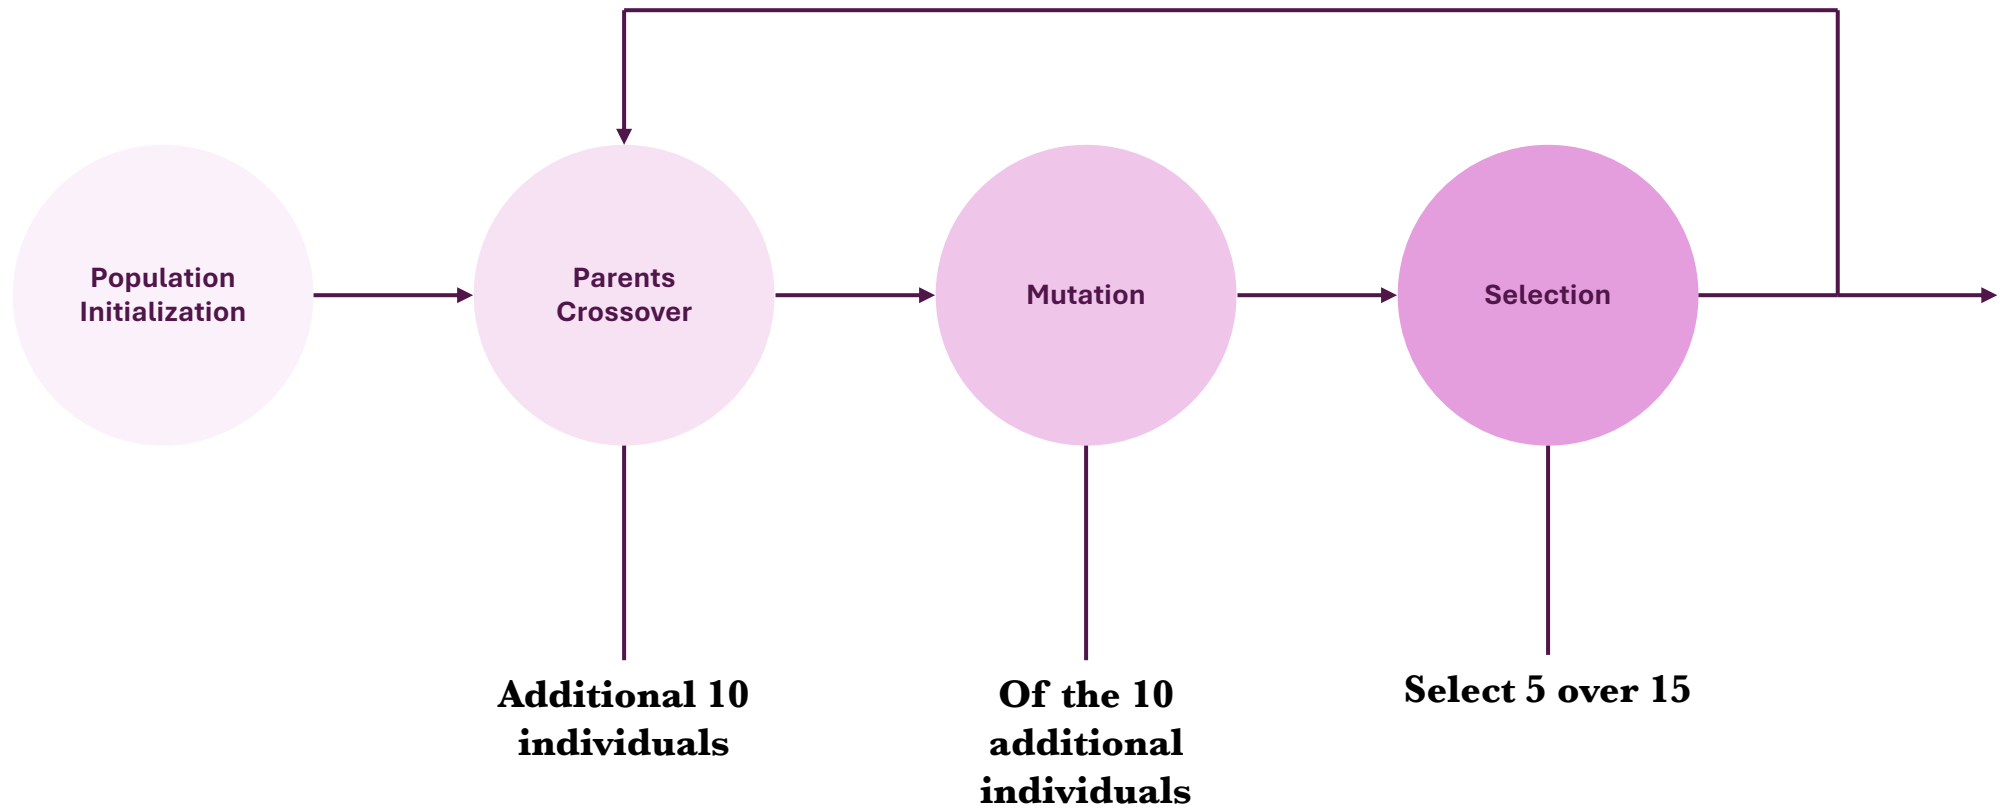 Population
Initialization
Parents
Crossover
Mutation
Selection
Additional 10
individuals
Of the 10
additional
individuals
Select 5 over 15